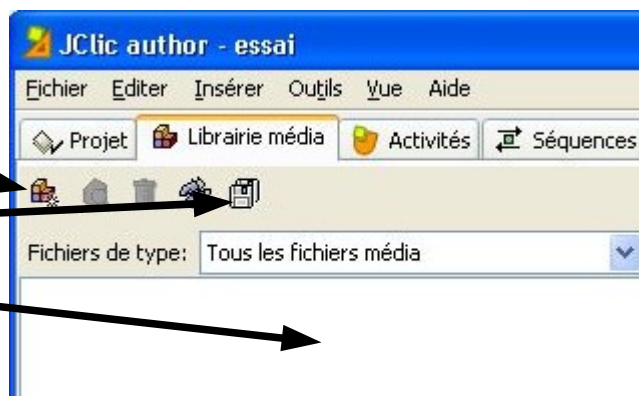 JClic author - essai
Fichier Editer Insérer Outils Vue Aide
Projet Librairie média Activités Séquences
Fichiers de type: Tous les fichiers média